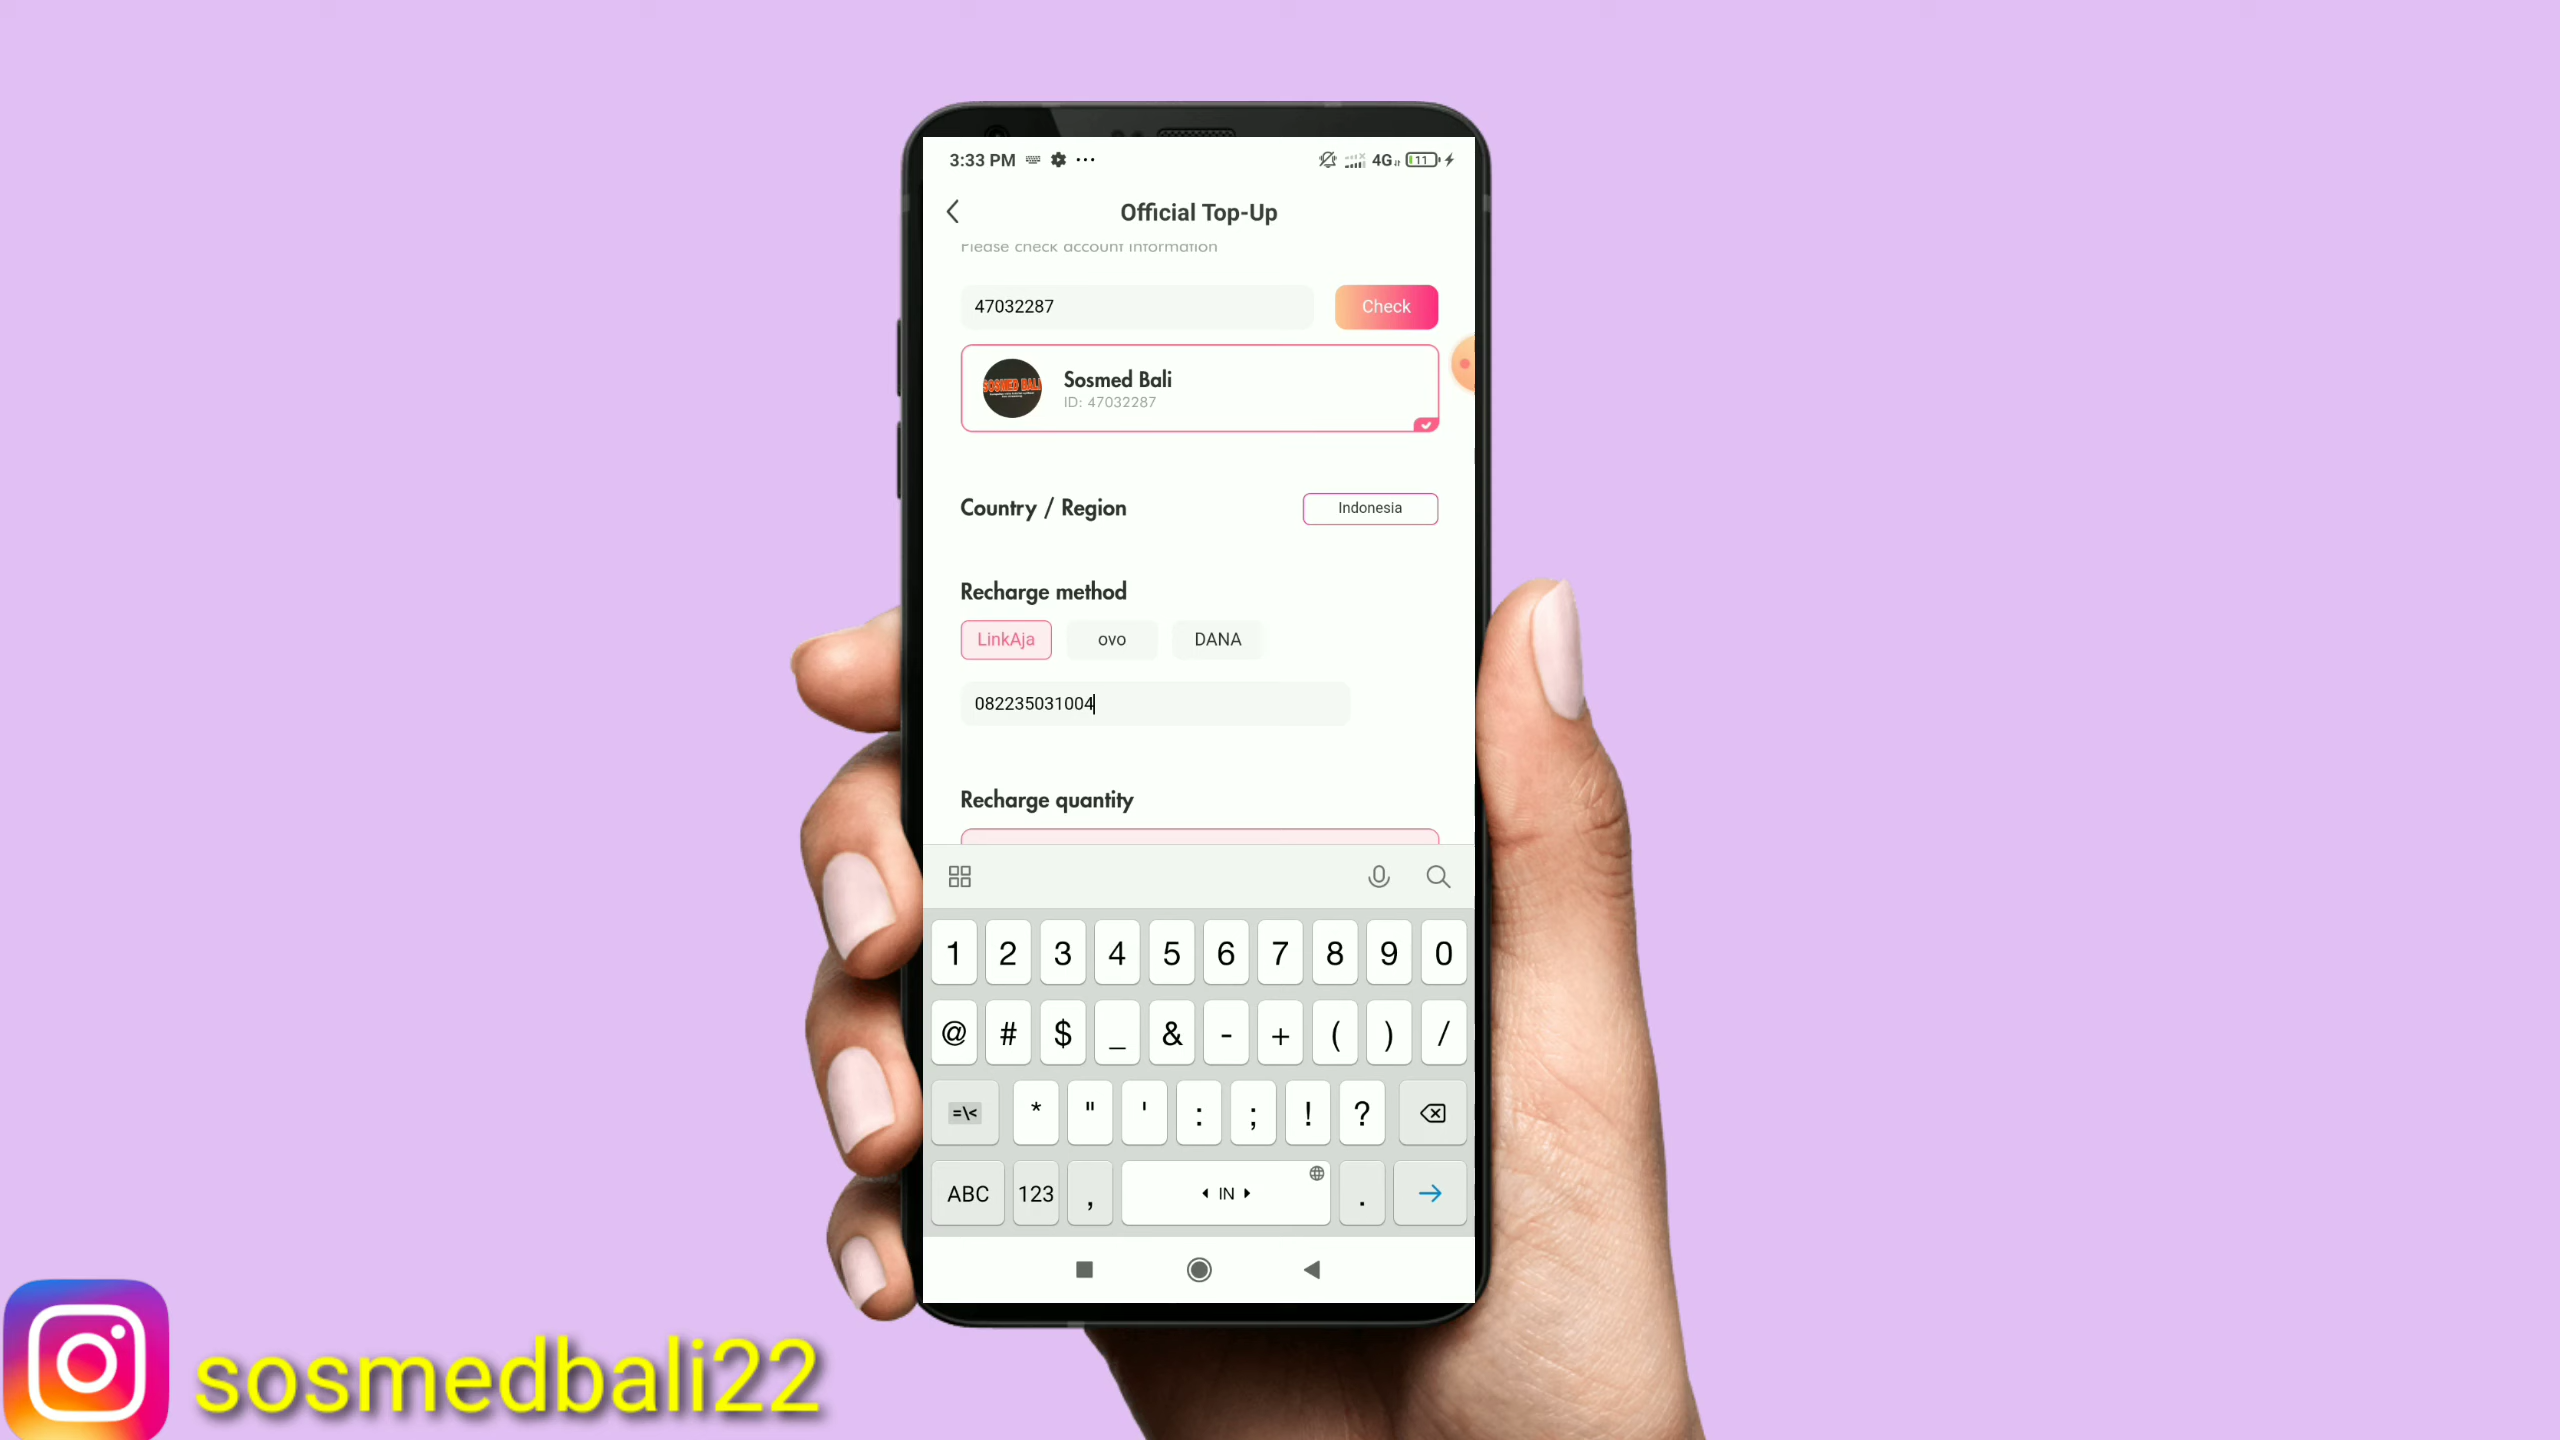 3:33 PM ... 4G 11
Official Top-Up
Please check account information
47032287
Check
SOSMED BALI
Sosmed Bali
ID: 47032287
Country / Region
Indonesia
Recharge method
LinkAja
ovo
DANA
082235031004
Recharge quantity
1 2 3 4 5 6 7 8 9 0
@ # $ _ & - + ( ) /
=\< * " ' : ; ! ?
ABC 123 , IN .
sosmedbali22